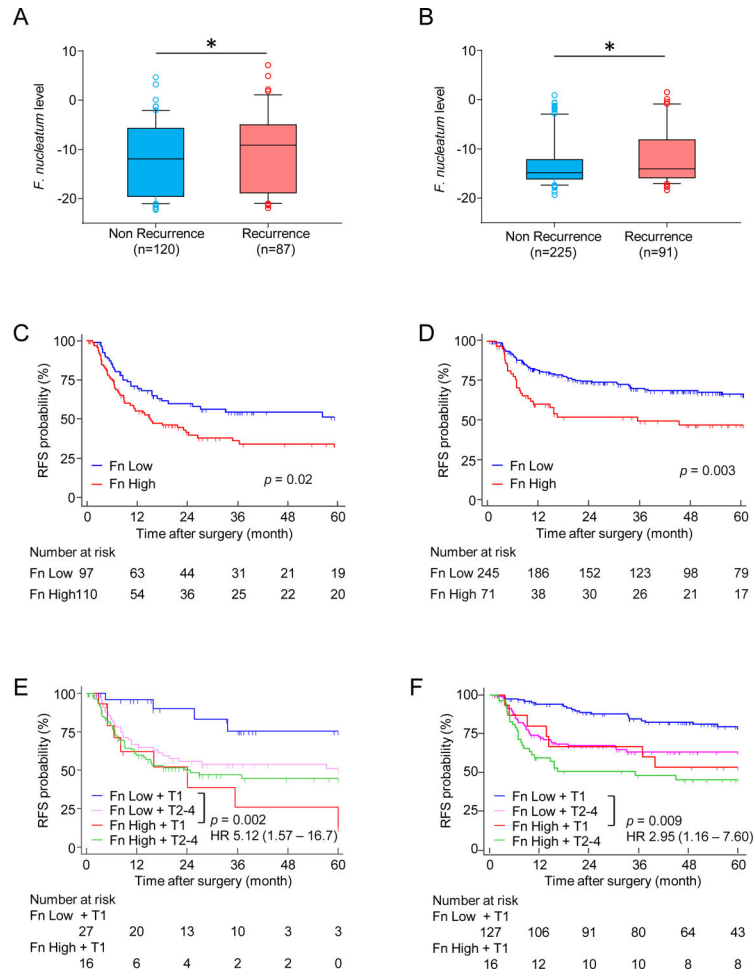 A
*
10
0
-10
-20
F. nucleatum level
Non Recurrence
(n=120)
Recurrence
(n=87)
B
*
10
0
-10
-20
F. nucleatum level
Non Recurrence
(n=225)
Recurrence
(n=91)
C
100
75
50
25
0
RFS probability (%)
Fn Low
Fn High
p = 0.02
0 12 24 36 48 60
Time after surgery (month)
Number at risk
Fn Low 97 63 44 31 21 19
Fn High110 54 36 25 22 20
D
100
75
50
25
0
RFS probability (%)
Fn Low
Fn High
p = 0.003
0 12 24 36 48 60
Time after surgery (month)
Number at risk
Fn Low 245 186 152 123 98 79
Fn High 71 38 30 26 21 17
E
100
75
50
25
0
RFS probability (%)
Fn Low + T1
Fn Low + T2-4
Fn High + T1
Fn High + T2-4
p = 0.002
HR 5.12 (1.57 – 16.7)
0 12 24 36 48 60
Time after surgery (month)
Number at risk
Fn Low + T1
27 20 13 10 3 3
Fn High + T1
16 6 4 2 2 0
F
100
75
50
25
0
RFS probability (%)
Fn Low + T1
Fn Low + T2-4
Fn High + T1
Fn High + T2-4
p = 0.009
HR 2.95 (1.16 – 7.60)
0 12 24 36 48 60
Time after surgery (month)
Number at risk
Fn Low + T1
127 106 91 80 64 43
Fn High + T1
16 12 10 10 8 8